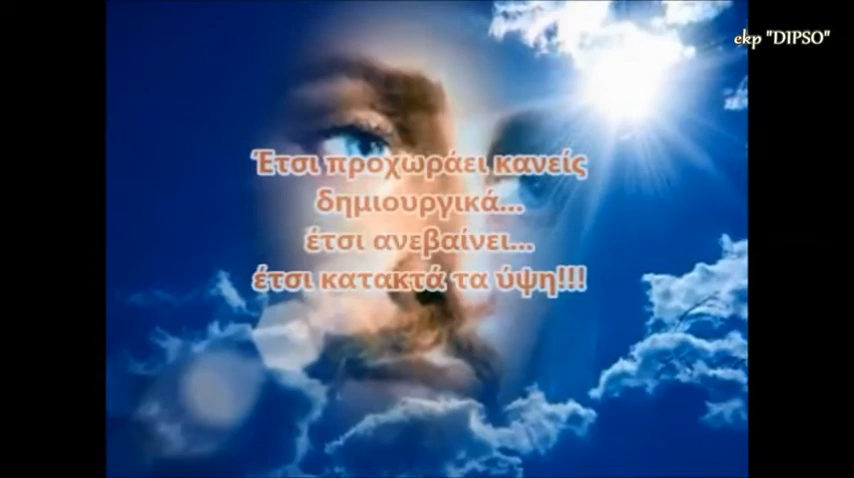 ekp "DIPSO"
Έτσι προχωράει κανείς
δημιουργικά...
έτσι ανεβαίνει...
έτσι κατακτά τα ύψη!!!